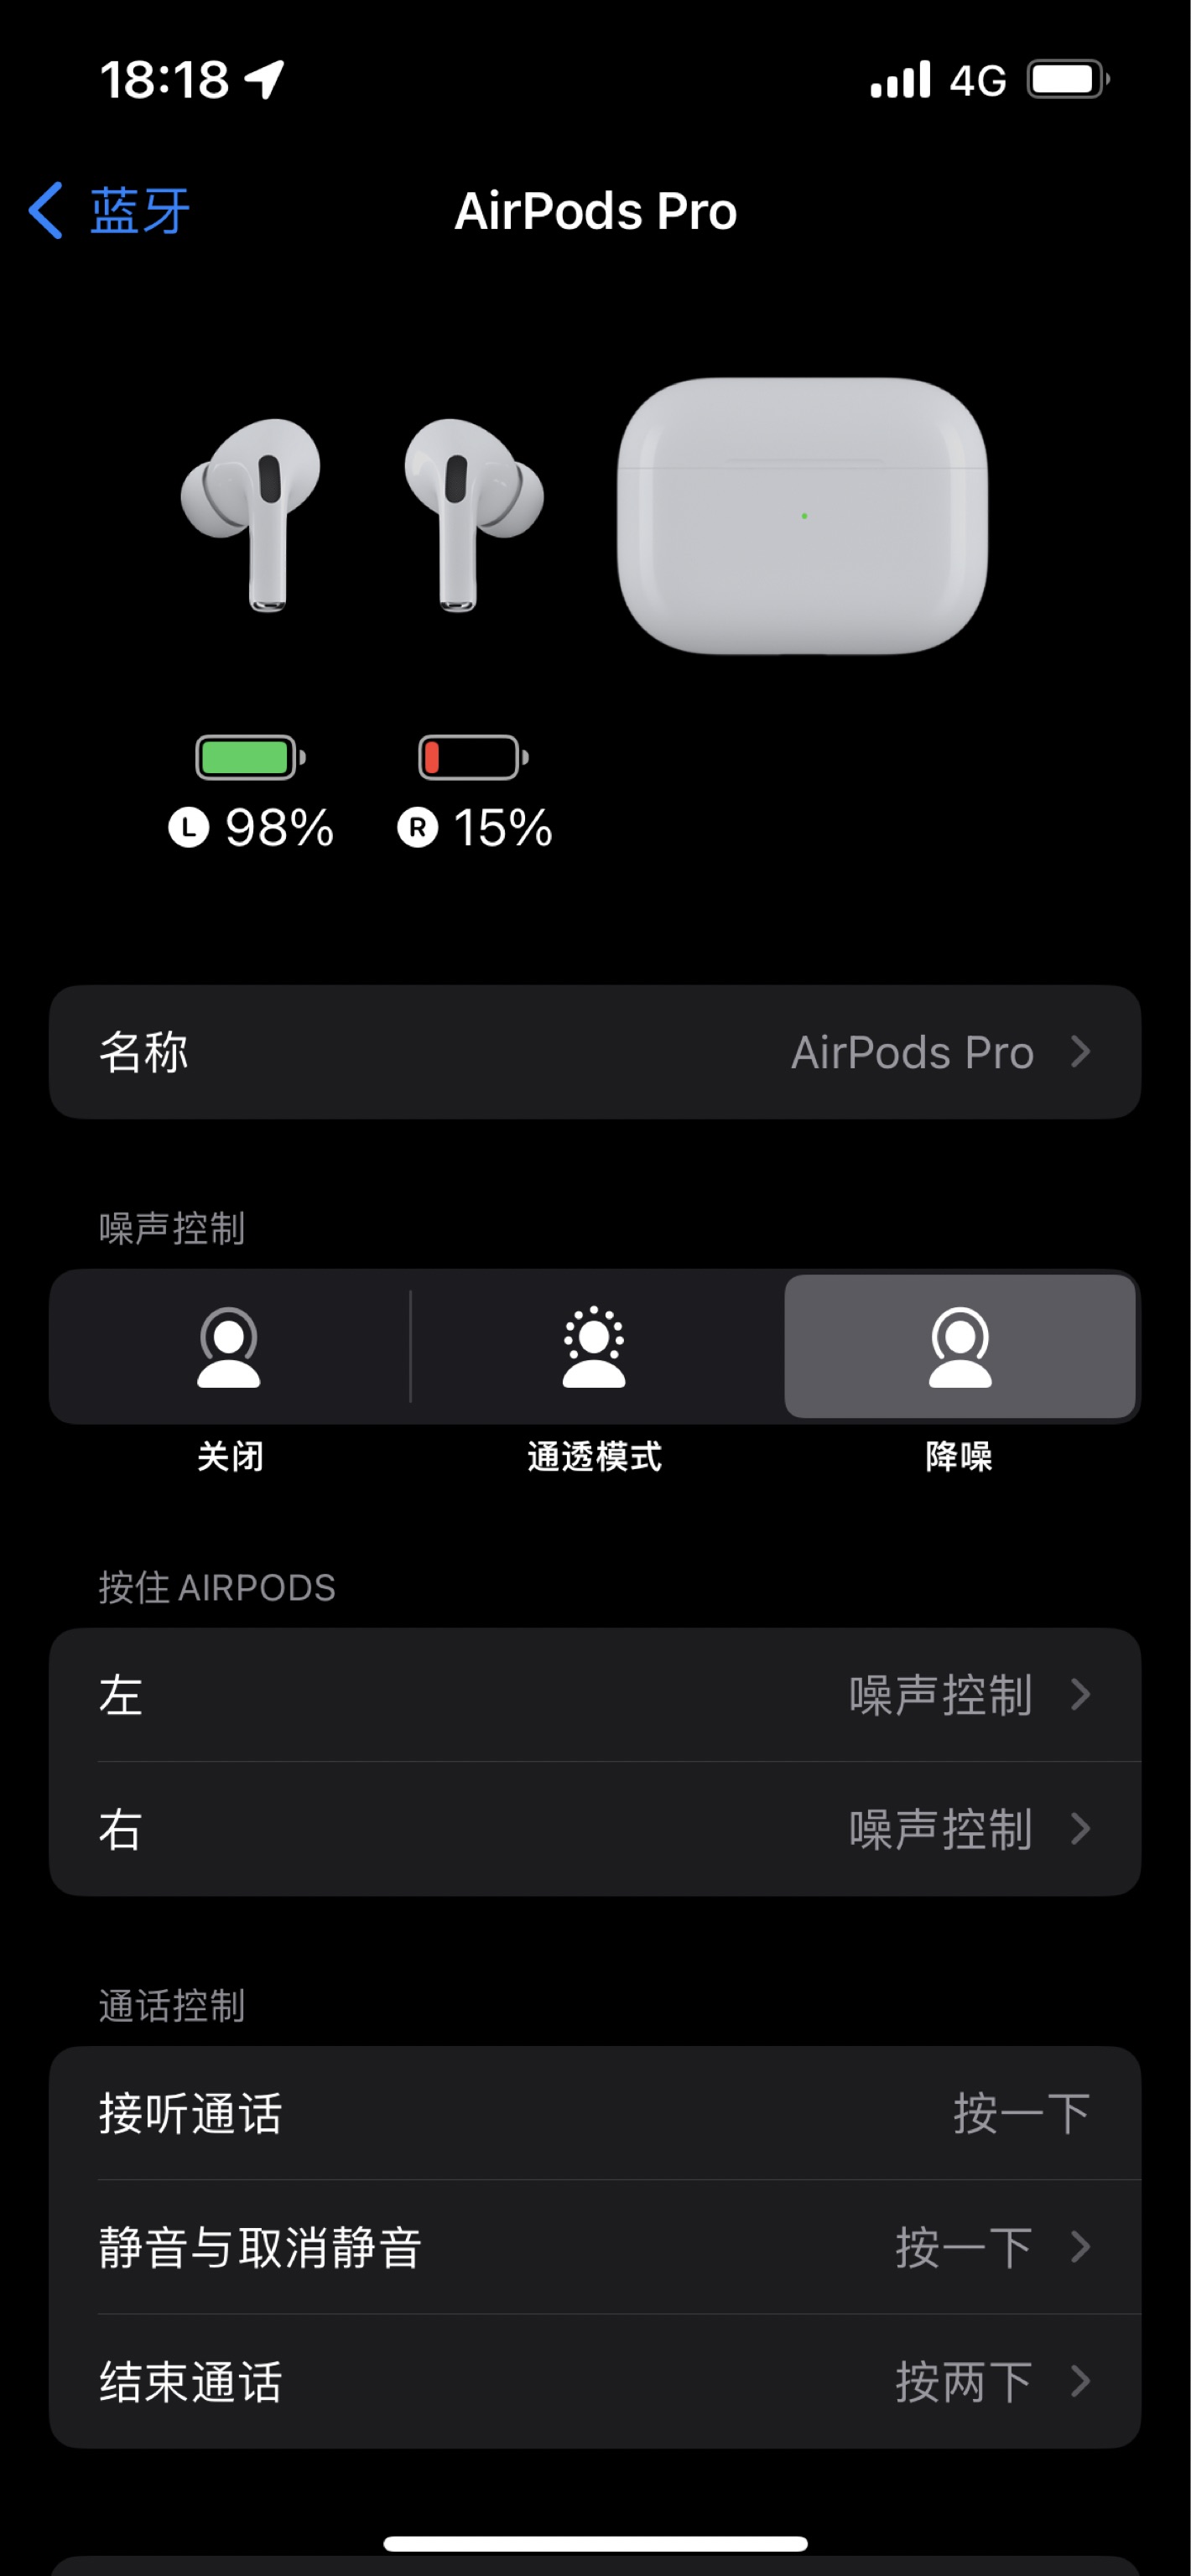 18:18 4G
蓝牙 AirPods Pro
L 98% R 15%
名称 AirPods Pro
噪声控制
关闭 通透模式 降噪
按住 AIRPODS
左 噪声控制
右 噪声控制
通话控制
接听通话 按一下
静音与取消静音 按一下
结束通话 按两下